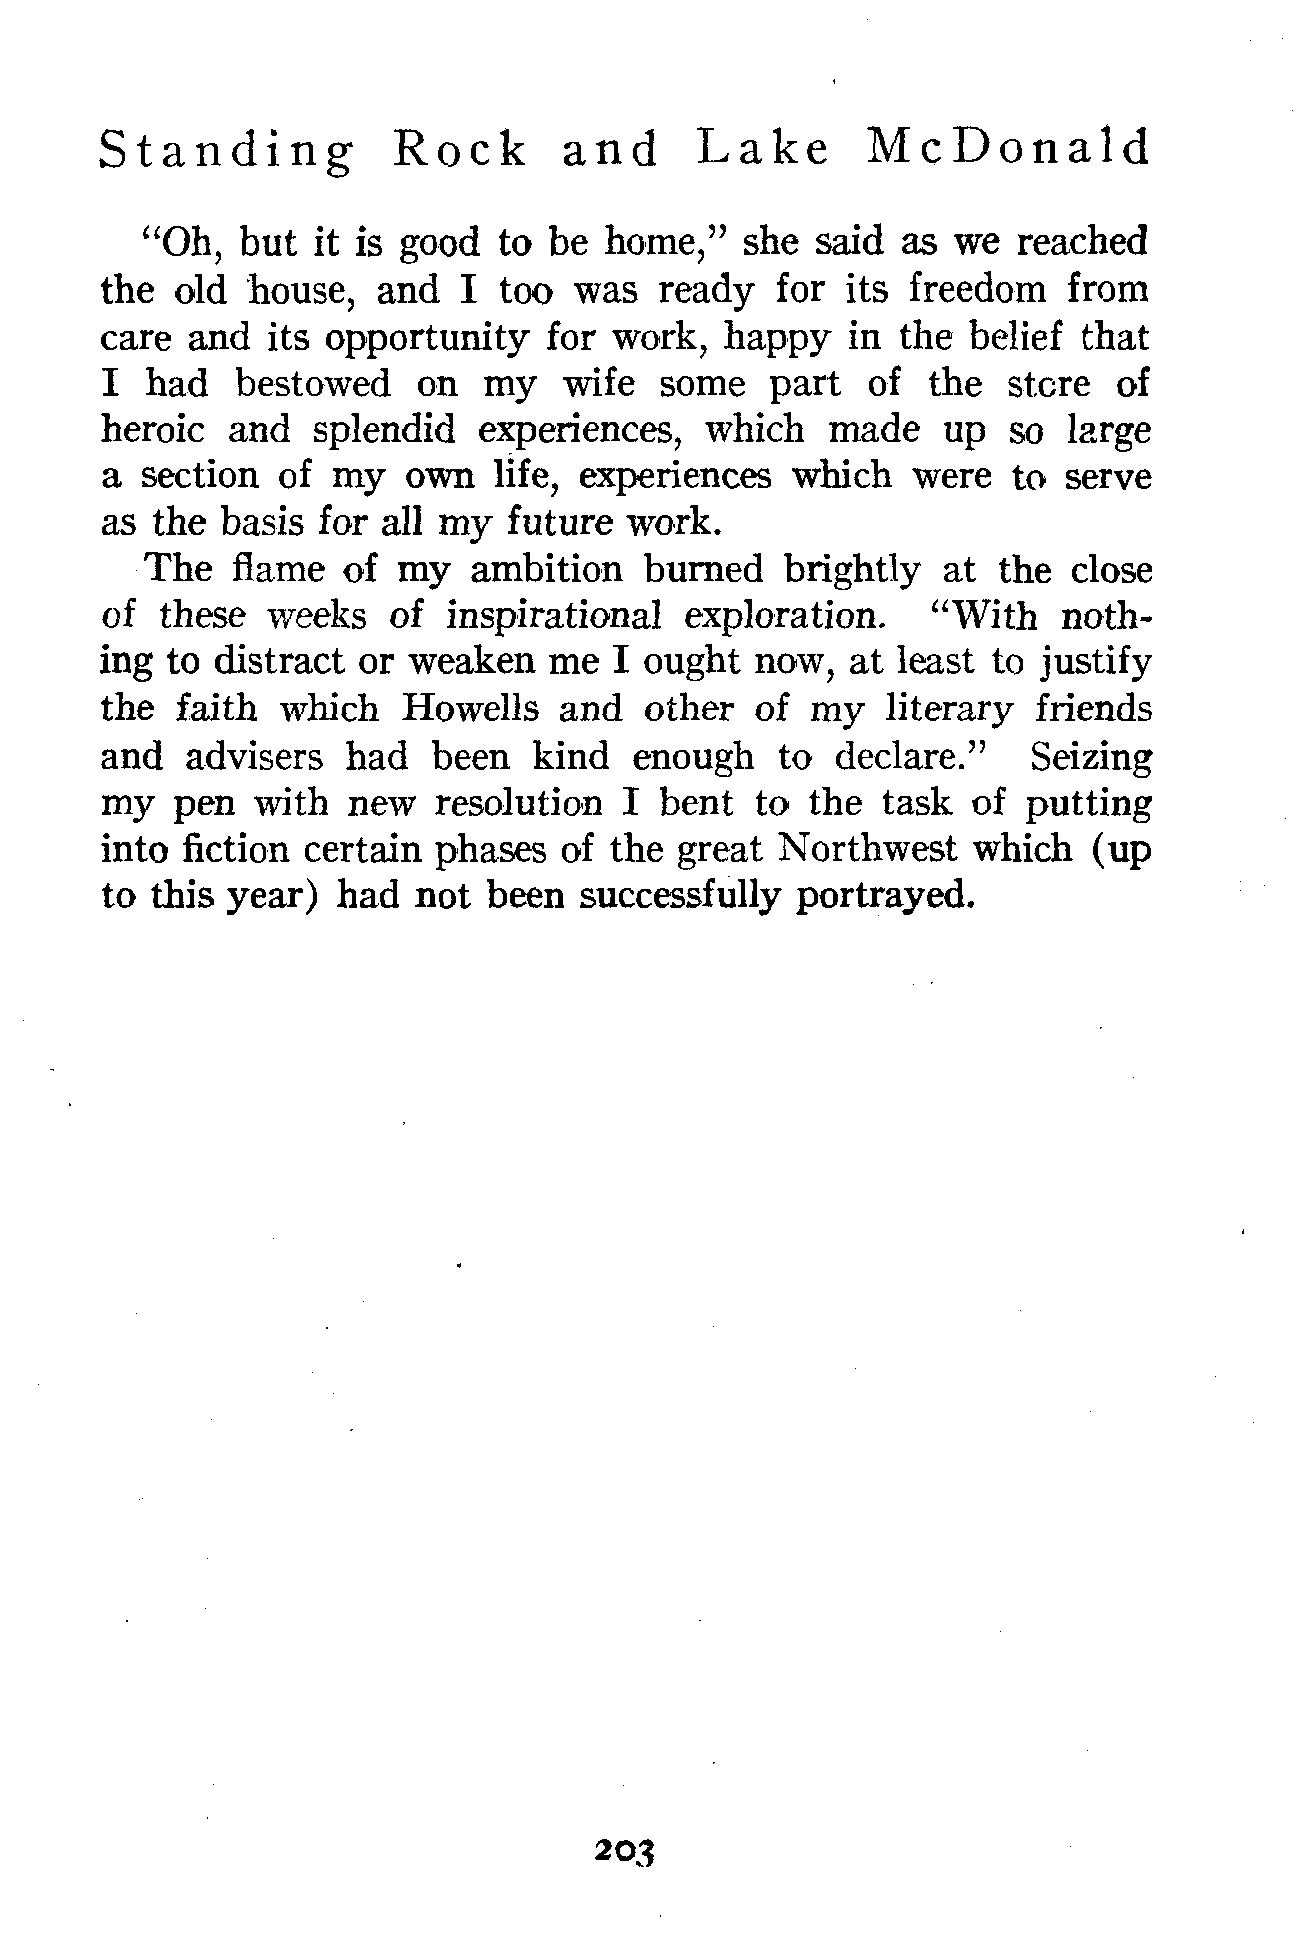 Standing Rock and Lake McDonald
“Oh, but it is good to be home,” she said as we reached
the old house, and I too was ready for its freedom from
care and its opportunity for work, happy in the belief that
I had bestowed on my wife some part of the store of
heroic and splendid experiences, which made up so large
a section of my own life, experiences which were to serve
as the basis for all my future work.
The flame of my ambition burned brightly at the close
of these weeks of inspirational exploration. “With noth-
ing to distract or weaken me I ought now, at least to justify
the faith which Howells and other of my literary friends
and advisers had been kind enough to declare.” Seizing
my pen with new resolution I bent to the task of putting
into fiction certain phases of the great Northwest which (up
to this year) had not been successfully portrayed.
203